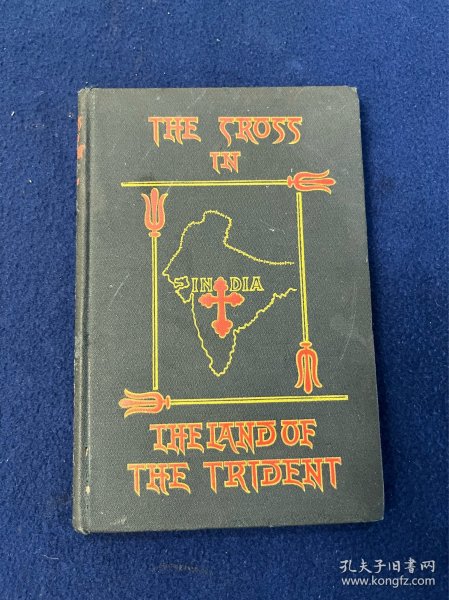 THE CROSS
IN
INDIA
THE LAND OF
THE TRIDENT
孔夫子旧书网
www.kongfz.com